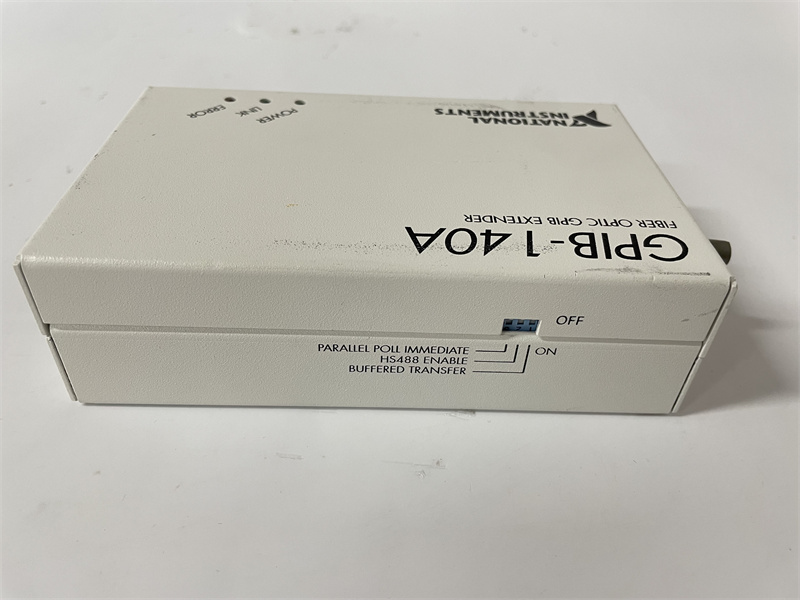 NATIONAL
INSTRUMENTS
POWER
LINK
ERROR
GPIB-140A
FIBER OPTIC GPIB EXTENDER
OFF
PARALLEL POLL IMMEDIATE
HS488 ENABLE
BUFFERED TRANSFER
ON